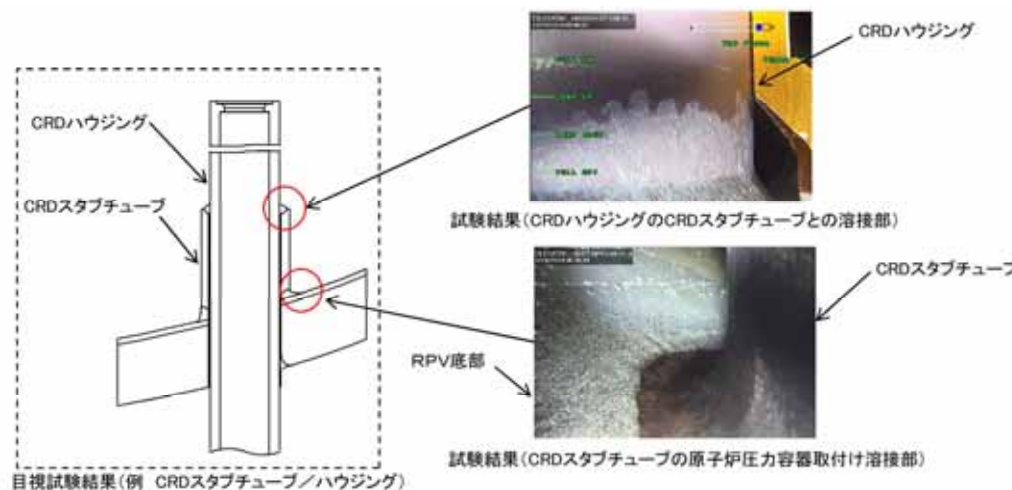 CRDハウジング
CRDスタブチューブ
目視試験結果(例 CRDスタブチューブ/ハウジング)
CRDハウジング
試験結果(CRDハウジングのCRDスタブチューブとの溶接部)
CRDスタブチューブ
RPV底部
試験結果(CRDスタブチューブの原子炉圧力容器取付け溶接部)